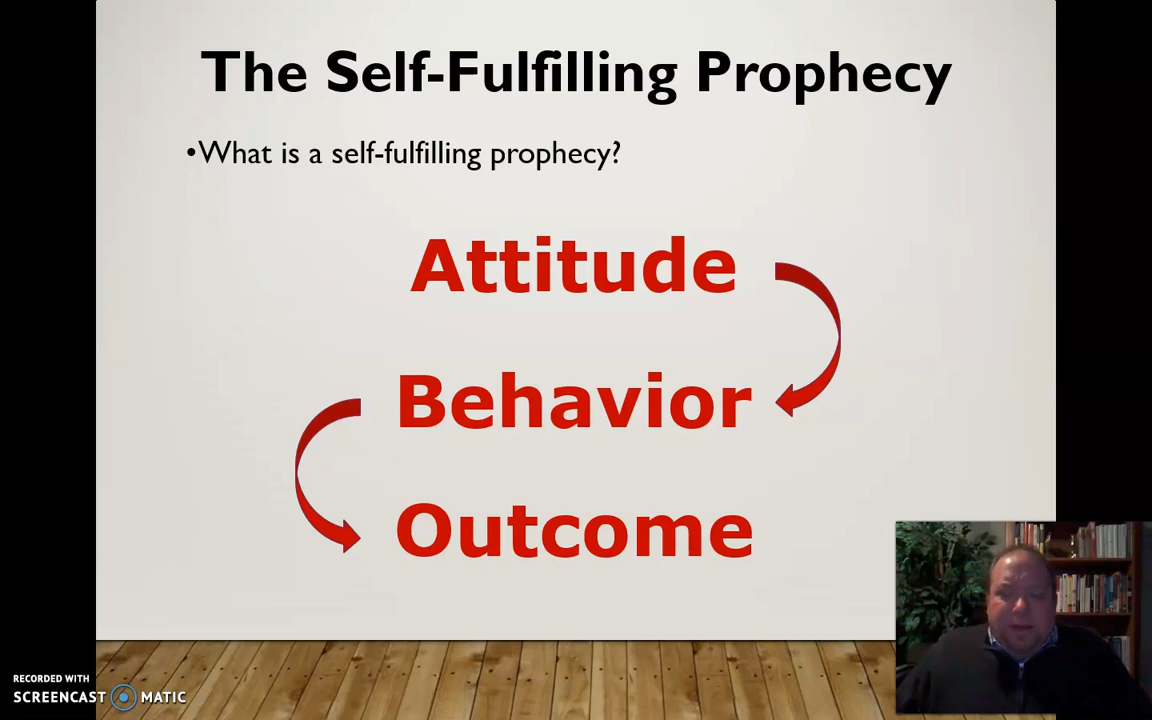 The Self-Fulfilling Prophecy
•What is a self-fulfilling prophecy?
Attitude
Behavior
Outcome
RECORDED WITH
SCREENCAST MATIC